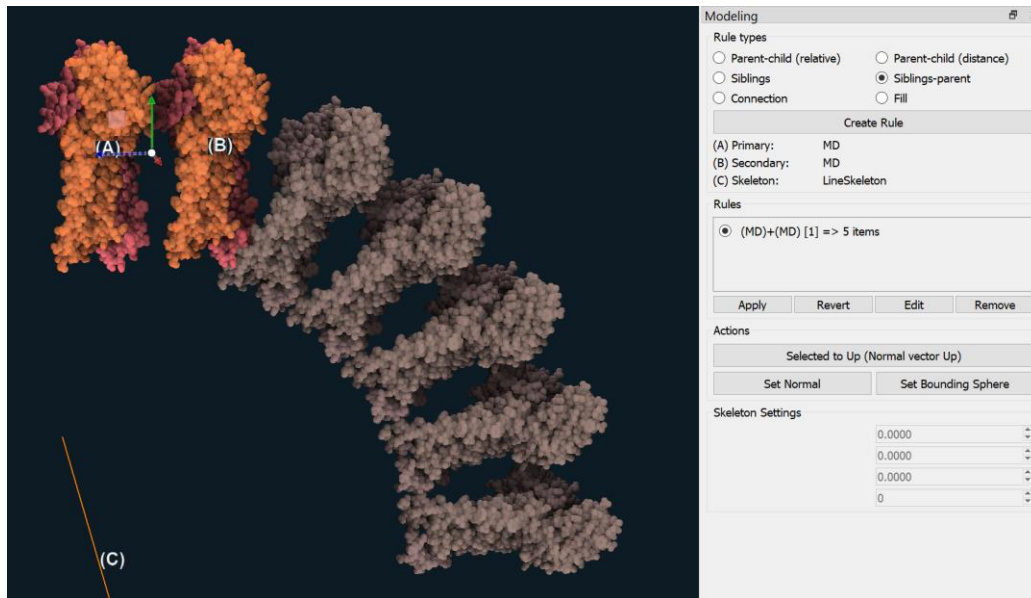 Modeling
Rule types
Parent-child (relative) Parent-child (distance)
Siblings Siblings-parent
Connection Fill
Create Rule
(A) Primary: MD
(B) Secondary: MD
(C) Skeleton: LineSkeleton
Rules
(MD)+(MD) [1] => 5 items
Apply Revert Edit Remove
Actions
Selected to Up (Normal vector Up)
Set Normal Set Bounding Sphere
Skeleton Settings
0.0000
0.0000
0.0000
0
(A)
(B)
(C)